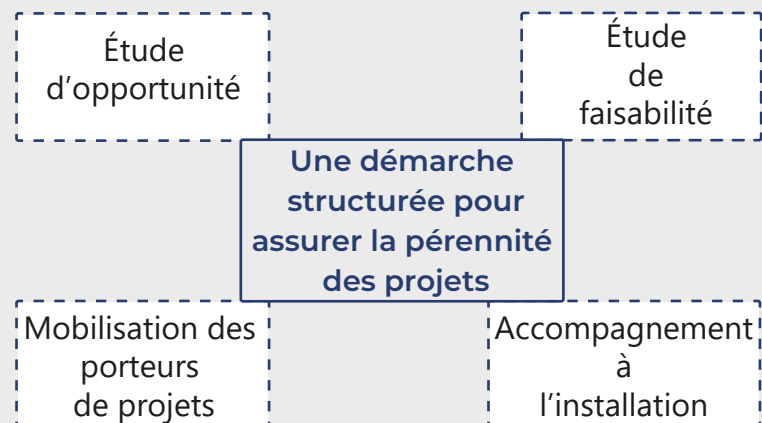 Étude
d'opportunité
Étude
de
faisabilité
Une démarche
structurée pour
assurer la pérennité
des projets
Mobilisation des
porteurs
de projets
Accompagnement
à
l'installation